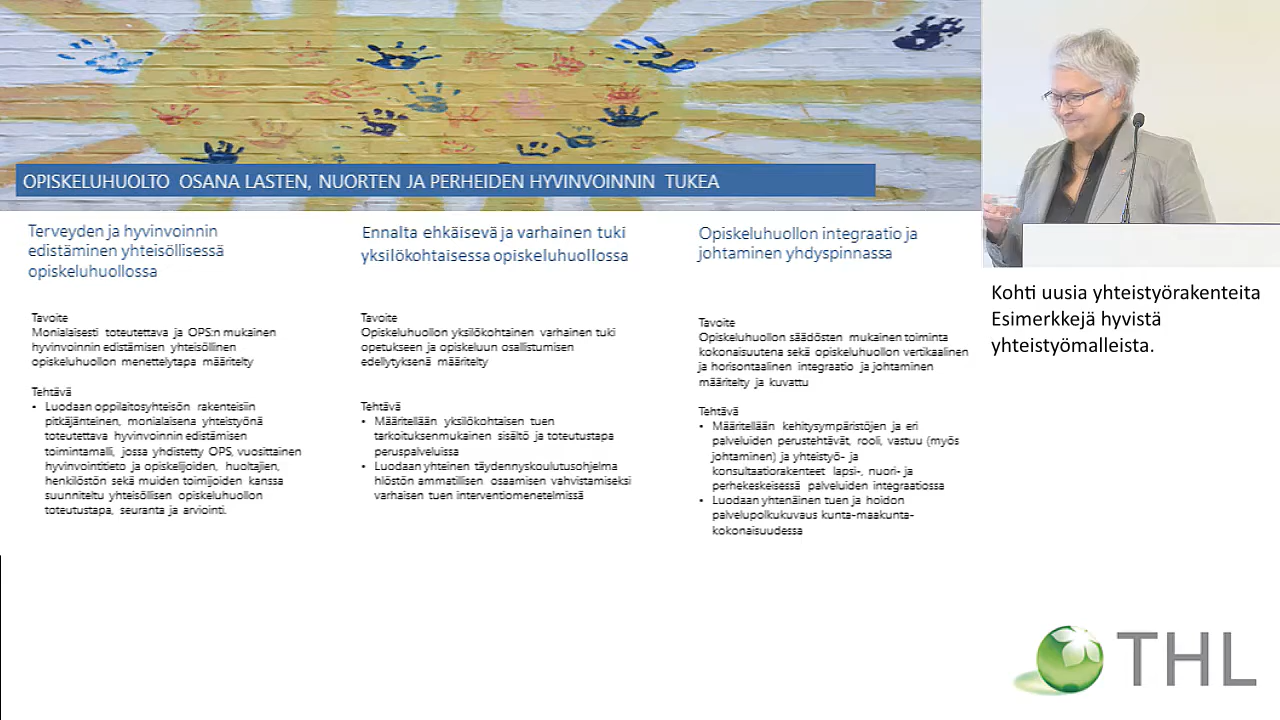 OPISKELUHUOLTO OSANA LASTEN, NUORTEN JA PERHEIDEN HYVINVOINNIN TUKEA
Terveyden ja hyvinvoinnin
edistäminen yhteisöllisessä
opiskeluhuollossa
Tavoite
Monialaisesti toteutettava ja OPS:n mukainen
hyvinvoinnin edistämisen yhteisöllinen
opiskeluhuollon menettelytapa määritelty
Tehtävä
• Luodaan oppilaitosyhteisön rakenteisiin
pitkäjänteinen, monialaisena yhteistyönä
toteutettava hyvinvoinnin edistämisen
toimintamalli, jossa yhdistetty OPS, vuosittainen
hyvinvointitieto ja opiskelijoiden, huoltajien,
henkilöstön sekä muiden toimijoiden kanssa
suunniteltu yhteisöllisen opiskeluhuollon
toteutustapa, seuranta ja arviointi.
Ennalta ehkäisevä ja varhainen tuki
yksilökohtaisessa opiskeluhuollossa
Tavoite
Opiskeluhuollon yksilökohtainen varhainen tuki
opetukseen ja opiskeluun osallistumisen
edellytyksenä määritelty
Tehtävä
• Määritellään yksilökohtaisen tuen
tarkoituksenmukainen sisältö ja toteutustapa
peruspalveluissa
• Luodaan yhteinen täydennyskoulutusohjelma
hlöstön ammatillisen osaamisen vahvistamiseksi
varhaisen tuen interventiomenetelmissä
Opiskeluhuollon integraatio ja
johtaminen yhdyspinnassa
Tavoite
Opiskeluhuollon säädösten mukainen toiminta
kokonaisuutena sekä opiskeluhuollon vertikaalinen
ja horisontaalinen integraatio ja johtaminen
määritelty ja kuvattu
Tehtävä
• Määritellään kehitysympäristöjen ja eri
palveluiden perustehtävät, rooli, vastuu (myös
johtaminen) ja yhteistyö- ja
konsultaatiorakenteet lapsi-, nuori- ja
perhekeskeisessä palveluiden integraatiossa
• Luodaan yhtenäinen tuen ja hoidon
palvelupolkukuvaus kunta-maakunta-
kokonaisuudessa
Kohti uusia yhteistyörakenteita
Esimerkkejä hyvistä
yhteistyömalleista.
THL